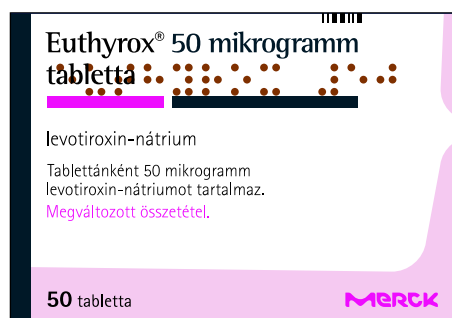 Euthyrox® 50 mikrogramm
tabletta
levotiroxin-nátrium
Tablettánként 50 mikrogramm
levotiroxin-nátriumot tartalmaz.
Megváltozott összetétel.
50 tabletta
MERCK